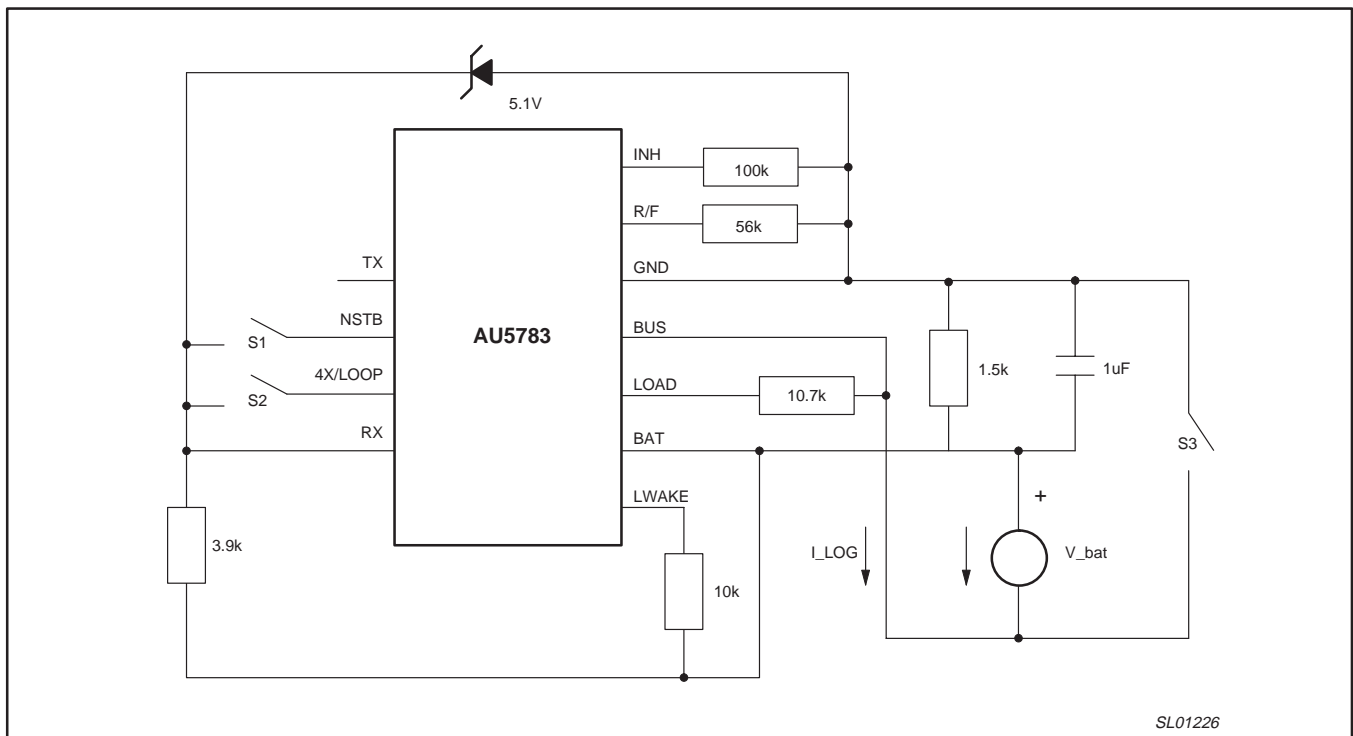 5.1V
INH
100k
R/F
56k
TX
GND
NSTB
S1
AU5783
BUS
4X/LOOP
S2
LOAD
10.7k
1.5k
1uF
RX
BAT
S3
LWAKE
+
3.9k
I_LOG
V_bat
10k
SL01226